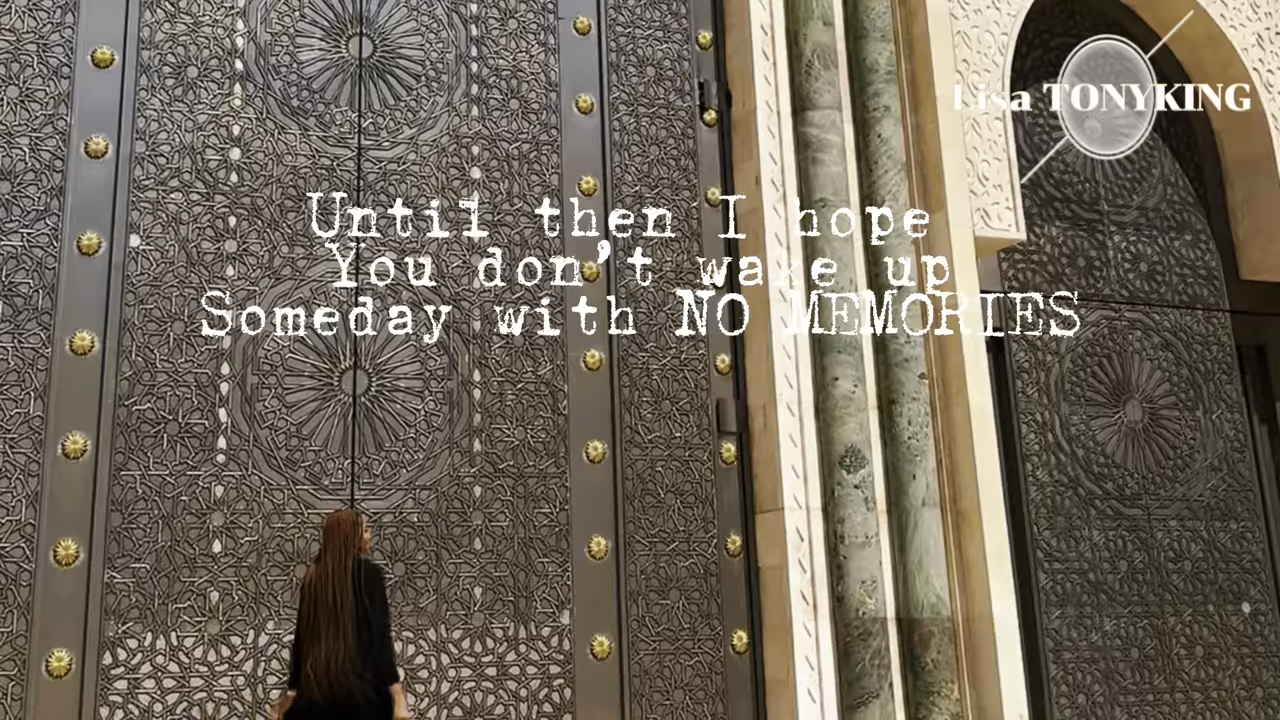 Lisa TONYKING
Until then I hope
You don't wake up
Someday with NO MEMORIES